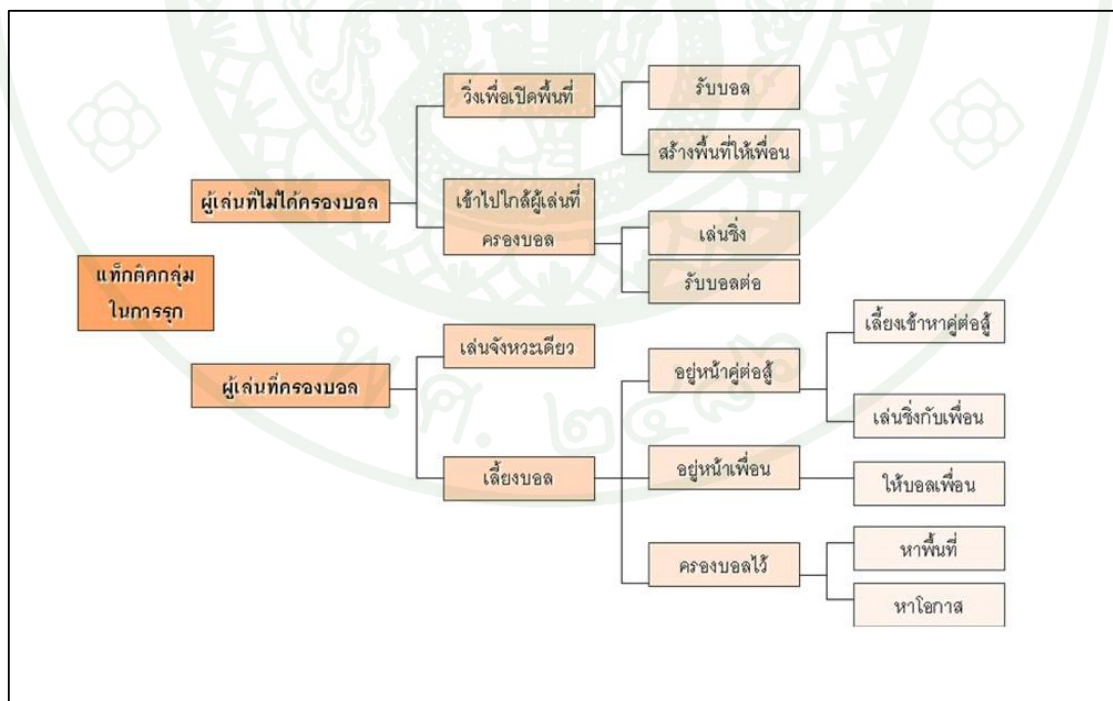 แท็กติคกลุ่ม
ในการรุก
ผู้เล่นที่ไม่ได้ครองบอล
วิ่งเพื่อเปิดพื้นที่
รับบอล
สร้างพื้นที่ให้เพื่อน
เข้าไปใกล้ผู้เล่นที่
ครองบอล
เล่นชิ่ง
รับบอลต่อ
ผู้เล่นที่ครองบอล
เล่นจังหวะเดียว
เลี้ยงบอล
อยู่หน้าคู่ต่อสู้
เลี้ยงเข้าหาคู่ต่อสู้
เล่นชิ่งกับเพื่อน
อยู่หน้าเพื่อน
ให้บอลเพื่อน
ครองบอลไว้
หาพื้นที่
หาโอกาส
พ.ศ. ๒๔๘๖